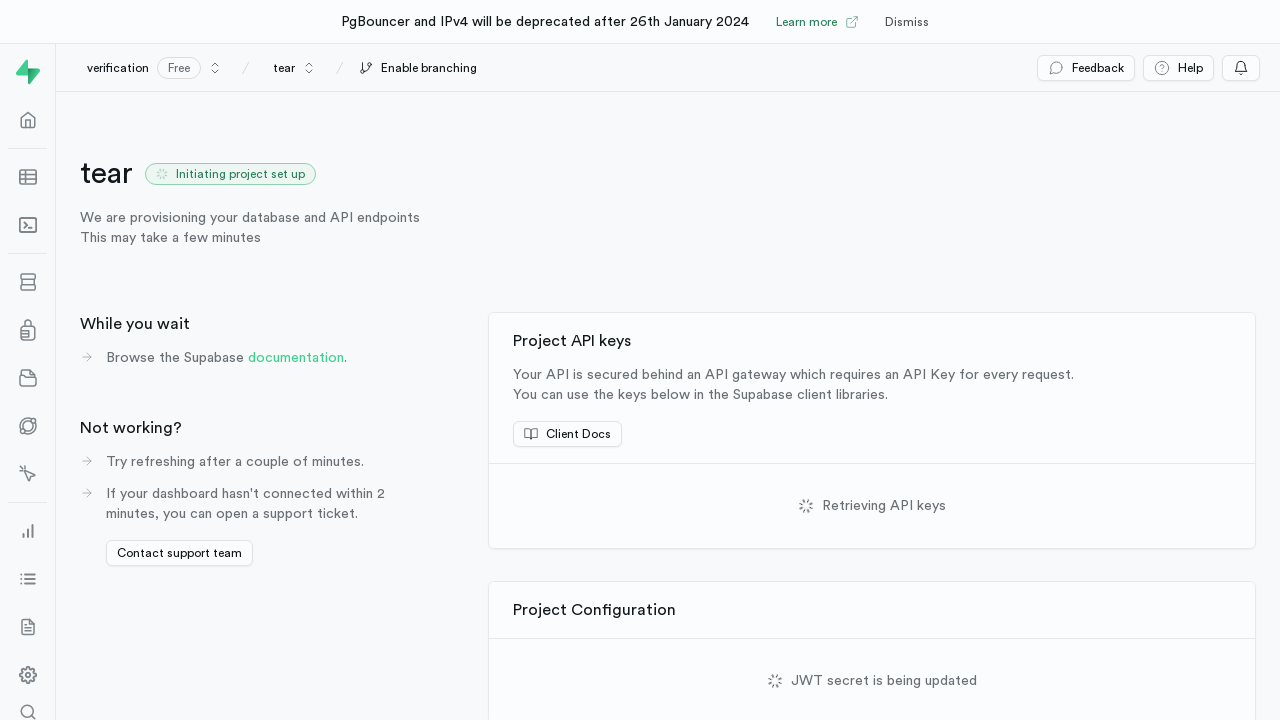 PgBouncer and IPv4 will be deprecated after 26th January 2024
Learn more
Dismiss
verification
Free
tear
Enable branching
Feedback
Help
tear
Initiating project set up
We are provisioning your database and API endpoints
This may take a few minutes
While you wait
Browse the Supabase documentation.
Not working?
Try refreshing after a couple of minutes.
If your dashboard hasn't connected within 2
minutes, you can open a support ticket.
Contact support team
Project API keys
Your API is secured behind an API gateway which requires an API Key for every request.
You can use the keys below in the Supabase client libraries.
Client Docs
Retrieving API keys
Project Configuration
JWT secret is being updated